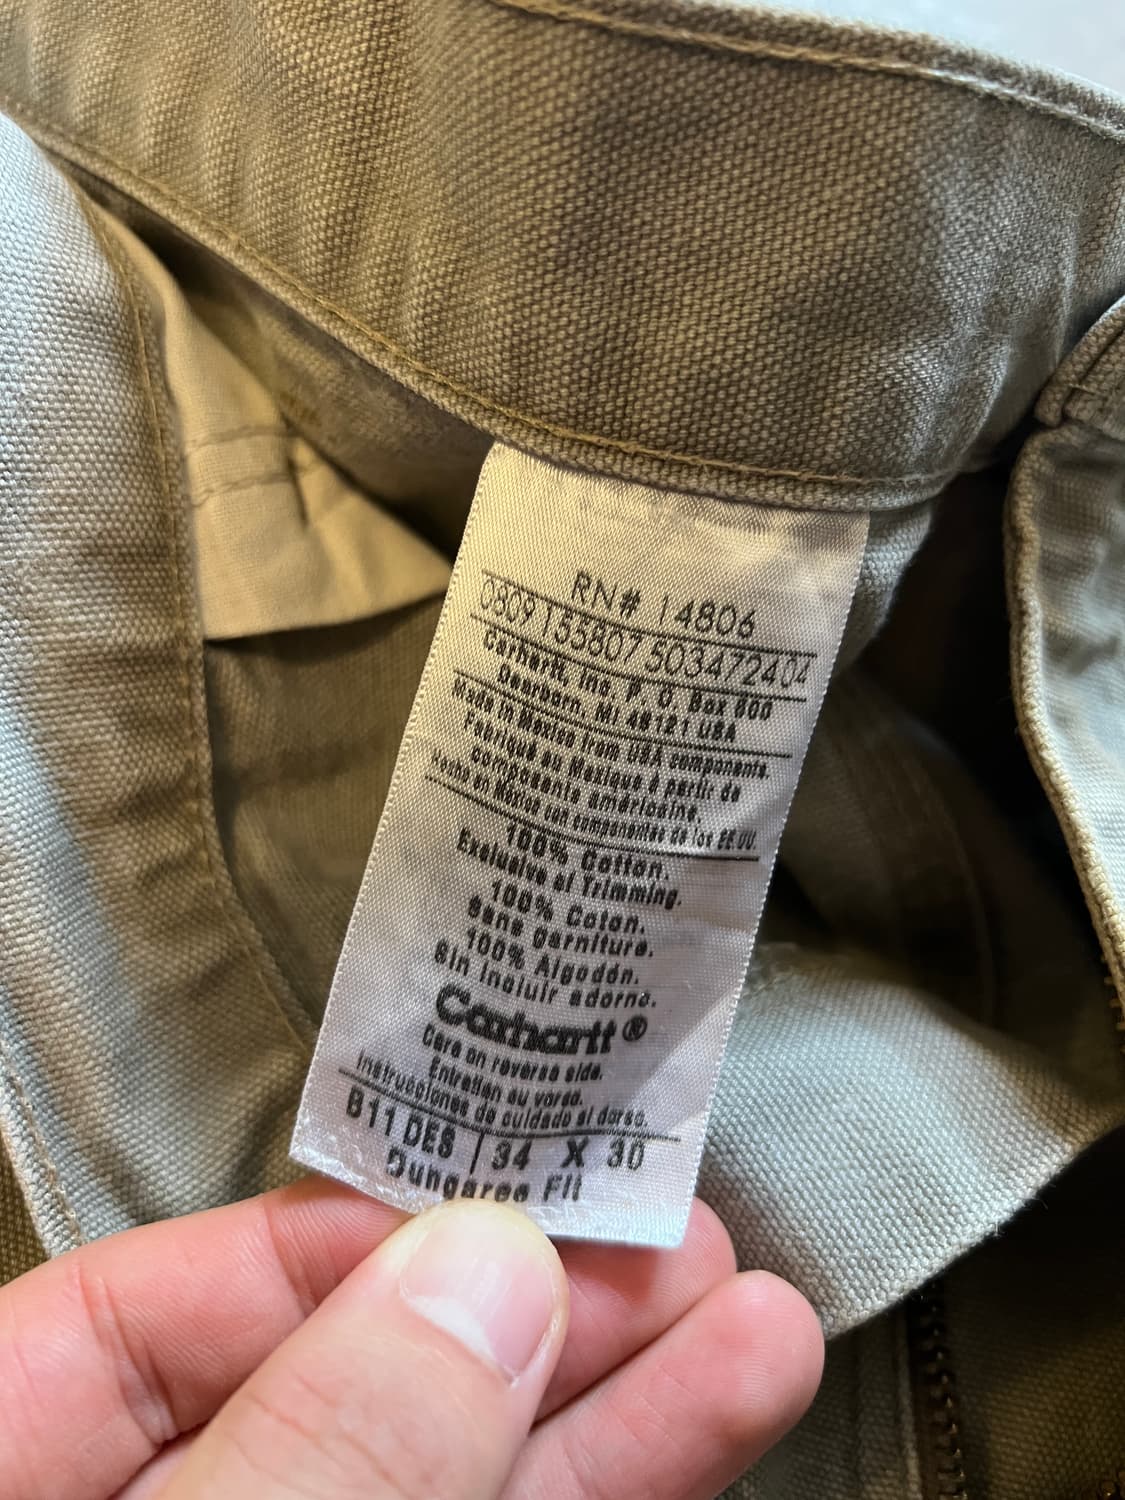 RN# 14806
0809 155807 503472404
Carhartt, Inc. P. O. Box 600
Dearborn, MI 48121 USA
Made in Mexico from USA components.
Fabriqué au Mexique à partir de
composants américains.
Hecho en México con componentes de los EE.UU.
100% Cotton.
Exclusive of Trimming.
100% Coton.
Sans garniture.
100% Algodón.
Sin incluir adorno.
Carhartt®
Care on reverse side.
Entretien au verso.
Instrucciones de cuidado al dorso.
B11 DES | 34 X 30
Dungaree Fit